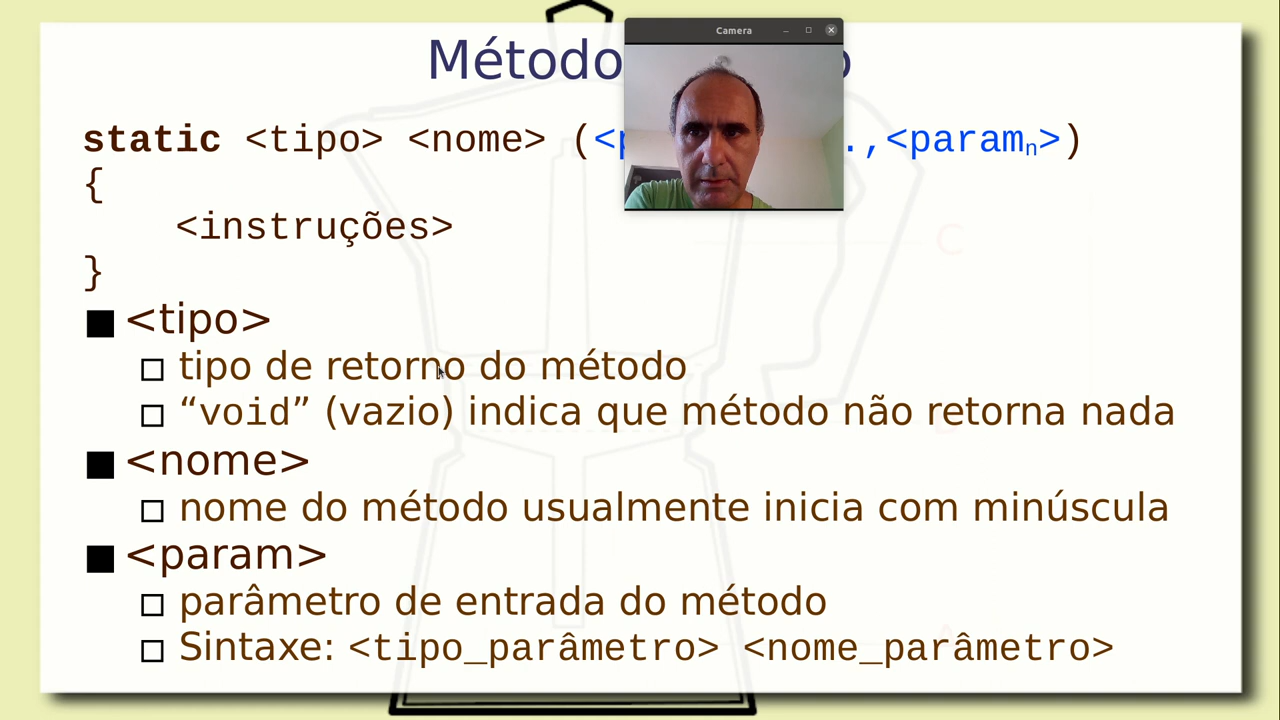 Método
Camera
static <tipo> <nome> (<p .,<paramₙ>)
{
<instruções>
}
<tipo>
tipo de retorno do método
“void” (vazio) indica que método não retorna nada
<nome>
nome do método usualmente inicia com minúscula
<param>
parâmetro de entrada do método
Sintaxe: <tipo_parâmetro> <nome_parâmetro>